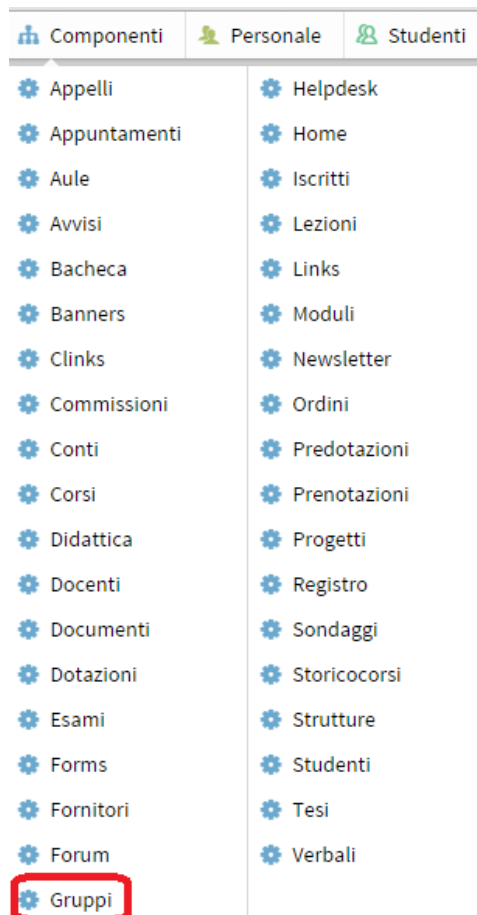 Componenti Personale Studenti
Appelli
Appuntamenti
Aule
Avvisi
Bacheca
Banners
Clinks
Commissioni
Conti
Corsi
Didattica
Docenti
Documenti
Dotazioni
Esami
Forms
Fornitori
Forum
Gruppi
Helpdesk
Home
Iscritti
Lezioni
Links
Moduli
Newsletter
Ordini
Predotazioni
Prenotazioni
Progetti
Registro
Sondaggi
Storicocorsi
Strutture
Studenti
Tesi
Verbali